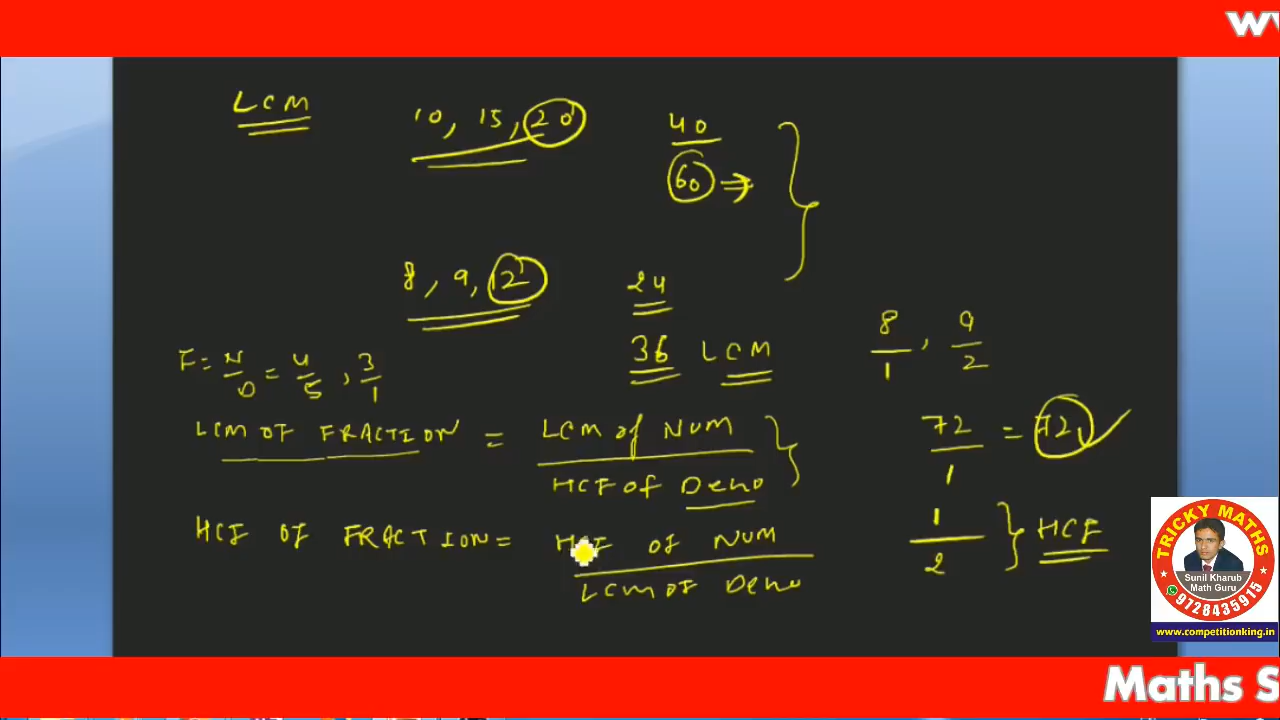 W
LCM 10, 15, 20 40
60 ⇒
8, 9, 12 24
36 LCM
8/1, 9/2
F = N/D = 4/5, 3/1
LCM OF FRACTION = LCM of NUM / HCF OF Deno
72/1 = 72,
HCF OF FRACTION = HCF OF NUM / LCM OF Deno
1/2 } HCF
TRICKY MATHS
Sunil Kharub
Math Guru
9728435915
www.competitionking.in
Maths S